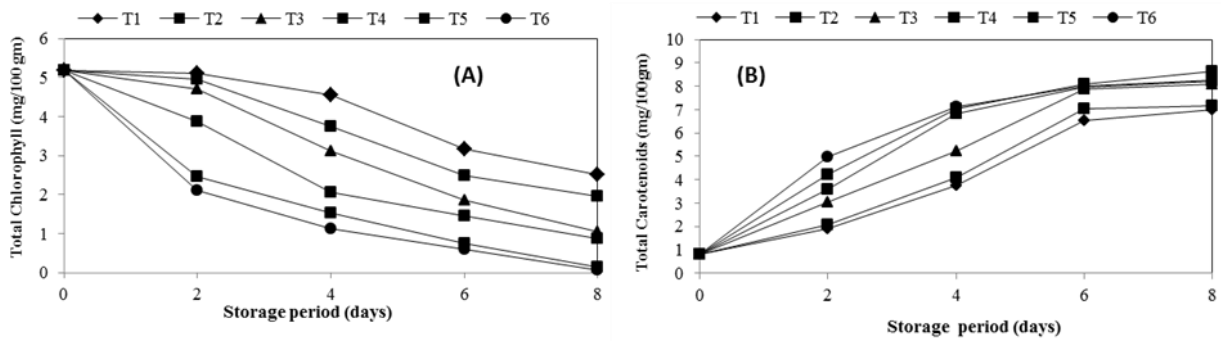 T1 T2 T3 T4 T5 T6
6
5
4
3
2
1
0
Total Chlorophyll (mg/100 gm)
(A)
0 2 4 6 8
Storage period (days)
T1 T2 T3 T4 T5 T6
10
9
8
7
6
5
4
3
2
1
0
Total Carotenoids (mg/100gm)
(B)
0 2 4 6 8
Storage period (days)